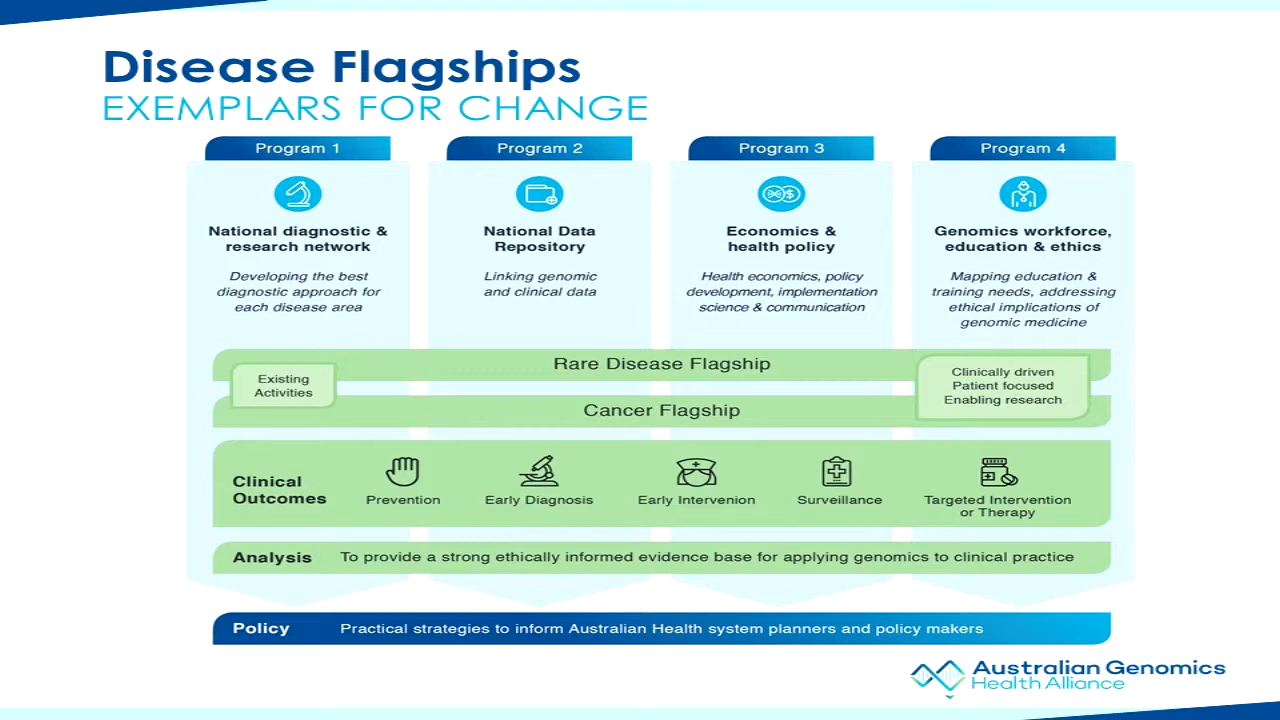 Disease Flagships
EXEMPLARS FOR CHANGE
Program 1
National diagnostic &
research network
Developing the best
diagnostic approach for
each disease area
Program 2
National Data
Repository
Linking genomic
and clinical data
Program 3
Economics &
health policy
Health economics, policy
development, implementation
science & communication
Program 4
Genomics workforce,
education & ethics
Mapping education &
training needs, addressing
ethical implications of
genomic medicine
Rare Disease Flagship
Existing
Activities
Clinically driven
Patient focused
Enabling research
Cancer Flagship
Clinical
Outcomes
Prevention
Early Diagnosis
Early Intervenion
Surveillance
Targeted Intervention
or Therapy
Analysis To provide a strong ethically informed evidence base for applying genomics to clinical practice
Policy Practical strategies to inform Australian Health system planners and policy makers
Australian Genomics
Health Alliance